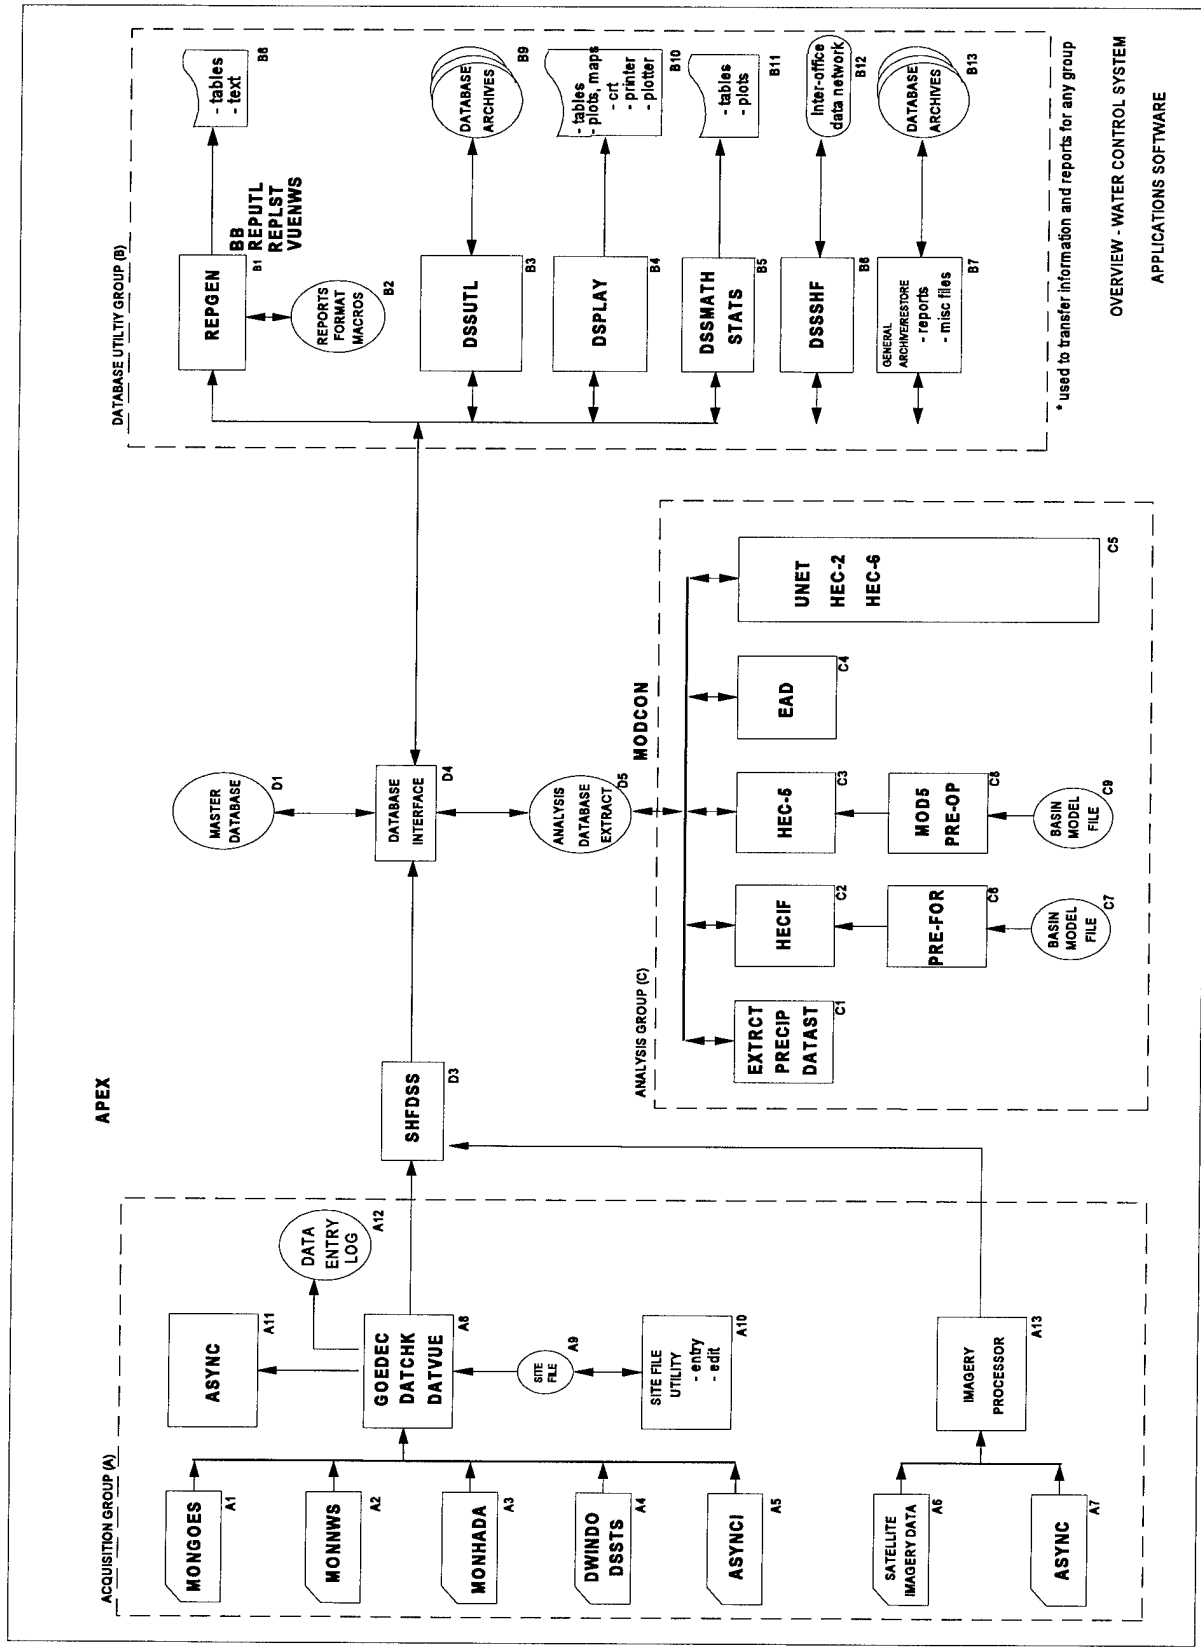 APEX
ACQUISITION GROUP (A)
MONGOES
A1
MONNWS
A2
MONHADA
A3
DWINDO
DSSTS
A4
ASYNCI
A5
SATELLITE
IMAGERY DATA
A6
ASYNC
A7
ASYNC
A11
DATA
ENTRY
LOG
A12
GOEDEC
DATCHK
DATVUE
A8
SITE
FILE
A9
SITE FILE
UTILITY
- entry
- edit
A10
IMAGERY
PROCESSOR
A13
SHFDSS
D3
MASTER
DATABASE
D1
DATABASE
INTERFACE
D4
ANALYSIS
DATABASE
EXTRACT
D5
MODCON
ANALYSIS GROUP (C)
EXTRCT
PRECIP
DATAST
C1
HECIF
C2
HEC-5
C3
EAD
C4
UNET
HEC-2
HEC-6
C5
PRE-FOR
C6
BASIN
MODEL
FILE
C7
MOD5
PRE-OP
C8
BASIN
MODEL
FILE
C9
DATABASE UTILTIY GROUP (B)
REPGEN
B1
BB
REPUTL
REPLST
VUENWS
REPORTS
FORMAT
MACROS
B2
- tables
- text
B8
DSSUTL
B3
DATABASE
ARCHIVES
B9
DSPLAY
B4
- tables
- plots, maps
- crt
- printer
- plotter
B10
DSSMATH
STATS
B5
- tables
- plots
B11
DSSSHF
B6
Inter-office
data network
B12
GENERAL
ARCHIVE/RESTORE
- reports
- misc files
B7
DATABASE
ARCHIVES
B13
* used to transfer information and reports for any group
OVERVIEW - WATER CONTROL SYSTEM
APPLICATIONS SOFTWARE